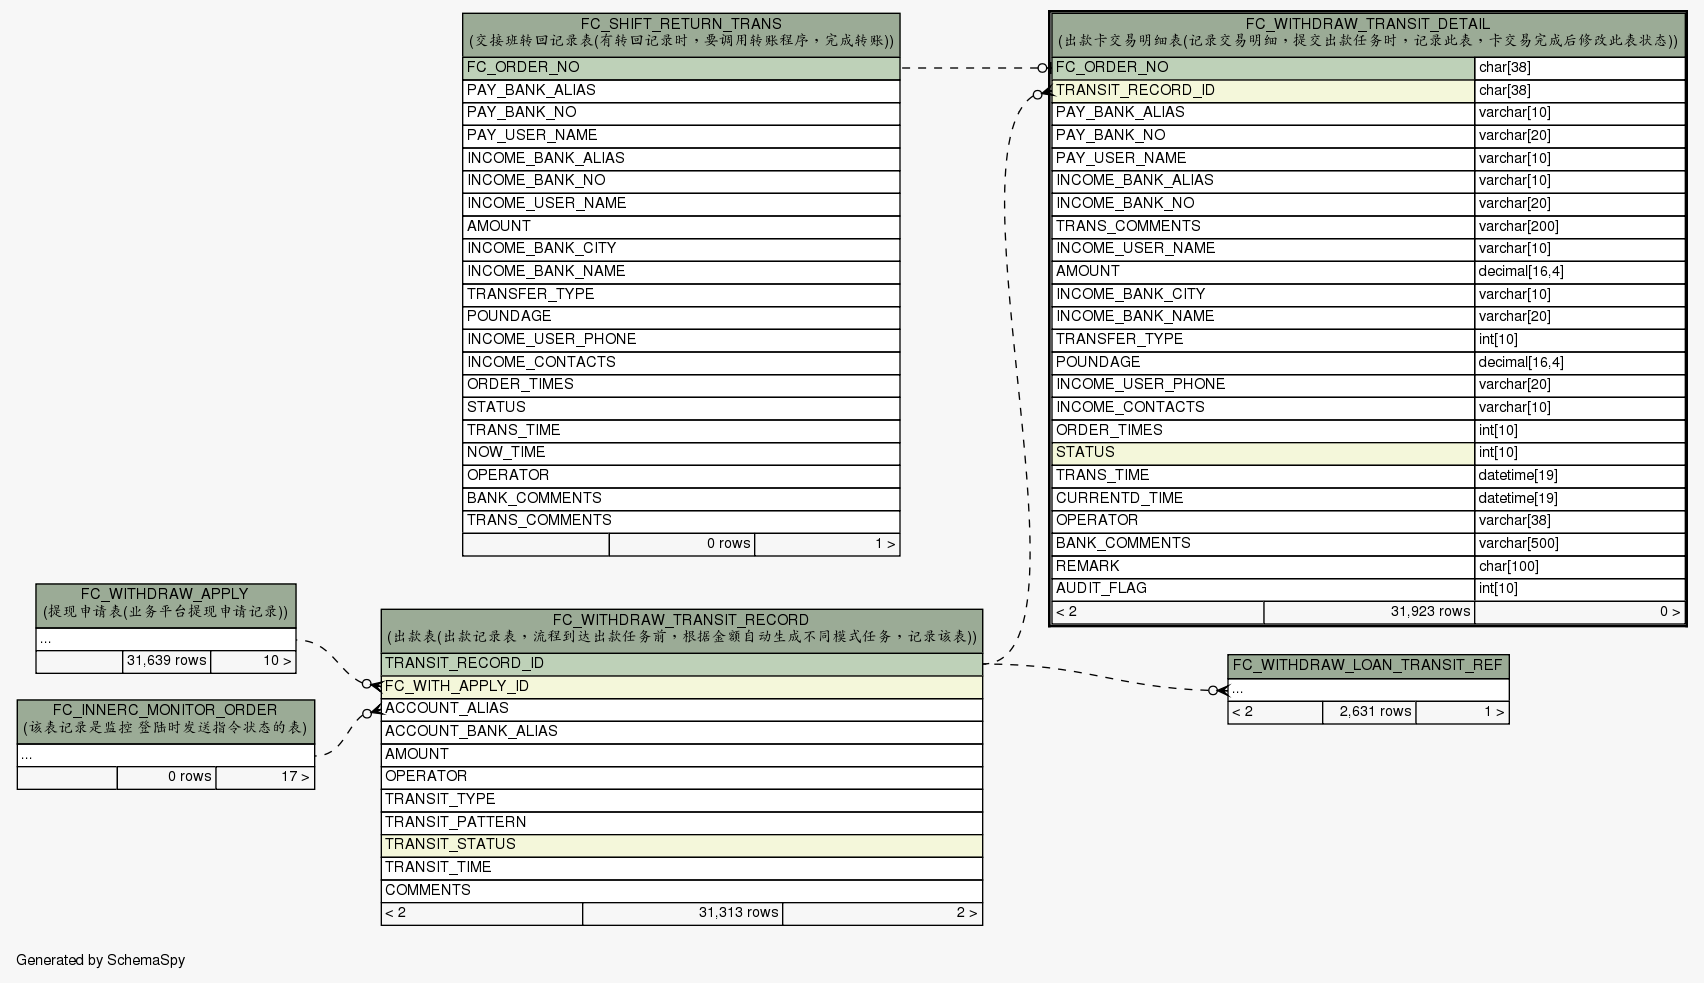 FC_SHIFT_RETURN_TRANS
(交接班转回记录表(有转回记录时，要调用转账程序，完成转账))
FC_ORDER_NO
PAY_BANK_ALIAS
PAY_BANK_NO
PAY_USER_NAME
INCOME_BANK_ALIAS
INCOME_BANK_NO
INCOME_USER_NAME
AMOUNT
INCOME_BANK_CITY
INCOME_BANK_NAME
TRANSFER_TYPE
POUNDAGE
INCOME_USER_PHONE
INCOME_CONTACTS
ORDER_TIMES
STATUS
TRANS_TIME
NOW_TIME
OPERATOR
BANK_COMMENTS
TRANS_COMMENTS
0 rows 1 >
FC_WITHDRAW_TRANSIT_DETAIL
(出款卡交易明细表(记录交易明细，提交出款任务时，记录此表，卡交易完成后修改此表状态))
FC_ORDER_NO char[38]
TRANSIT_RECORD_ID char[38]
PAY_BANK_ALIAS varchar[10]
PAY_BANK_NO varchar[20]
PAY_USER_NAME varchar[10]
INCOME_BANK_ALIAS varchar[10]
INCOME_BANK_NO varchar[20]
TRANS_COMMENTS varchar[200]
INCOME_USER_NAME varchar[10]
AMOUNT decimal[16,4]
INCOME_BANK_CITY varchar[10]
INCOME_BANK_NAME varchar[20]
TRANSFER_TYPE int[10]
POUNDAGE decimal[16,4]
INCOME_USER_PHONE varchar[20]
INCOME_CONTACTS varchar[10]
ORDER_TIMES int[10]
STATUS int[10]
TRANS_TIME datetime[19]
CURRENTD_TIME datetime[19]
OPERATOR varchar[38]
BANK_COMMENTS varchar[500]
REMARK char[100]
AUDIT_FLAG int[10]
< 2 31,923 rows 0 >
FC_WITHDRAW_APPLY
(提现申请表(业务平台提现申请记录))
...
31,639 rows 10 >
FC_INNERC_MONITOR_ORDER
(该表记录是监控 登陆时发送指令状态的表)
...
0 rows 17 >
FC_WITHDRAW_TRANSIT_RECORD
(出款表(出款记录表，流程到达出款任务前，根据金额自动生成不同模式任务，记录该表))
TRANSIT_RECORD_ID
FC_WITH_APPLY_ID
ACCOUNT_ALIAS
ACCOUNT_BANK_ALIAS
AMOUNT
OPERATOR
TRANSIT_TYPE
TRANSIT_PATTERN
TRANSIT_STATUS
TRANSIT_TIME
COMMENTS
< 2 31,313 rows 2 >
FC_WITHDRAW_LOAN_TRANSIT_REF
...
< 2 2,631 rows 1 >
Generated by SchemaSpy